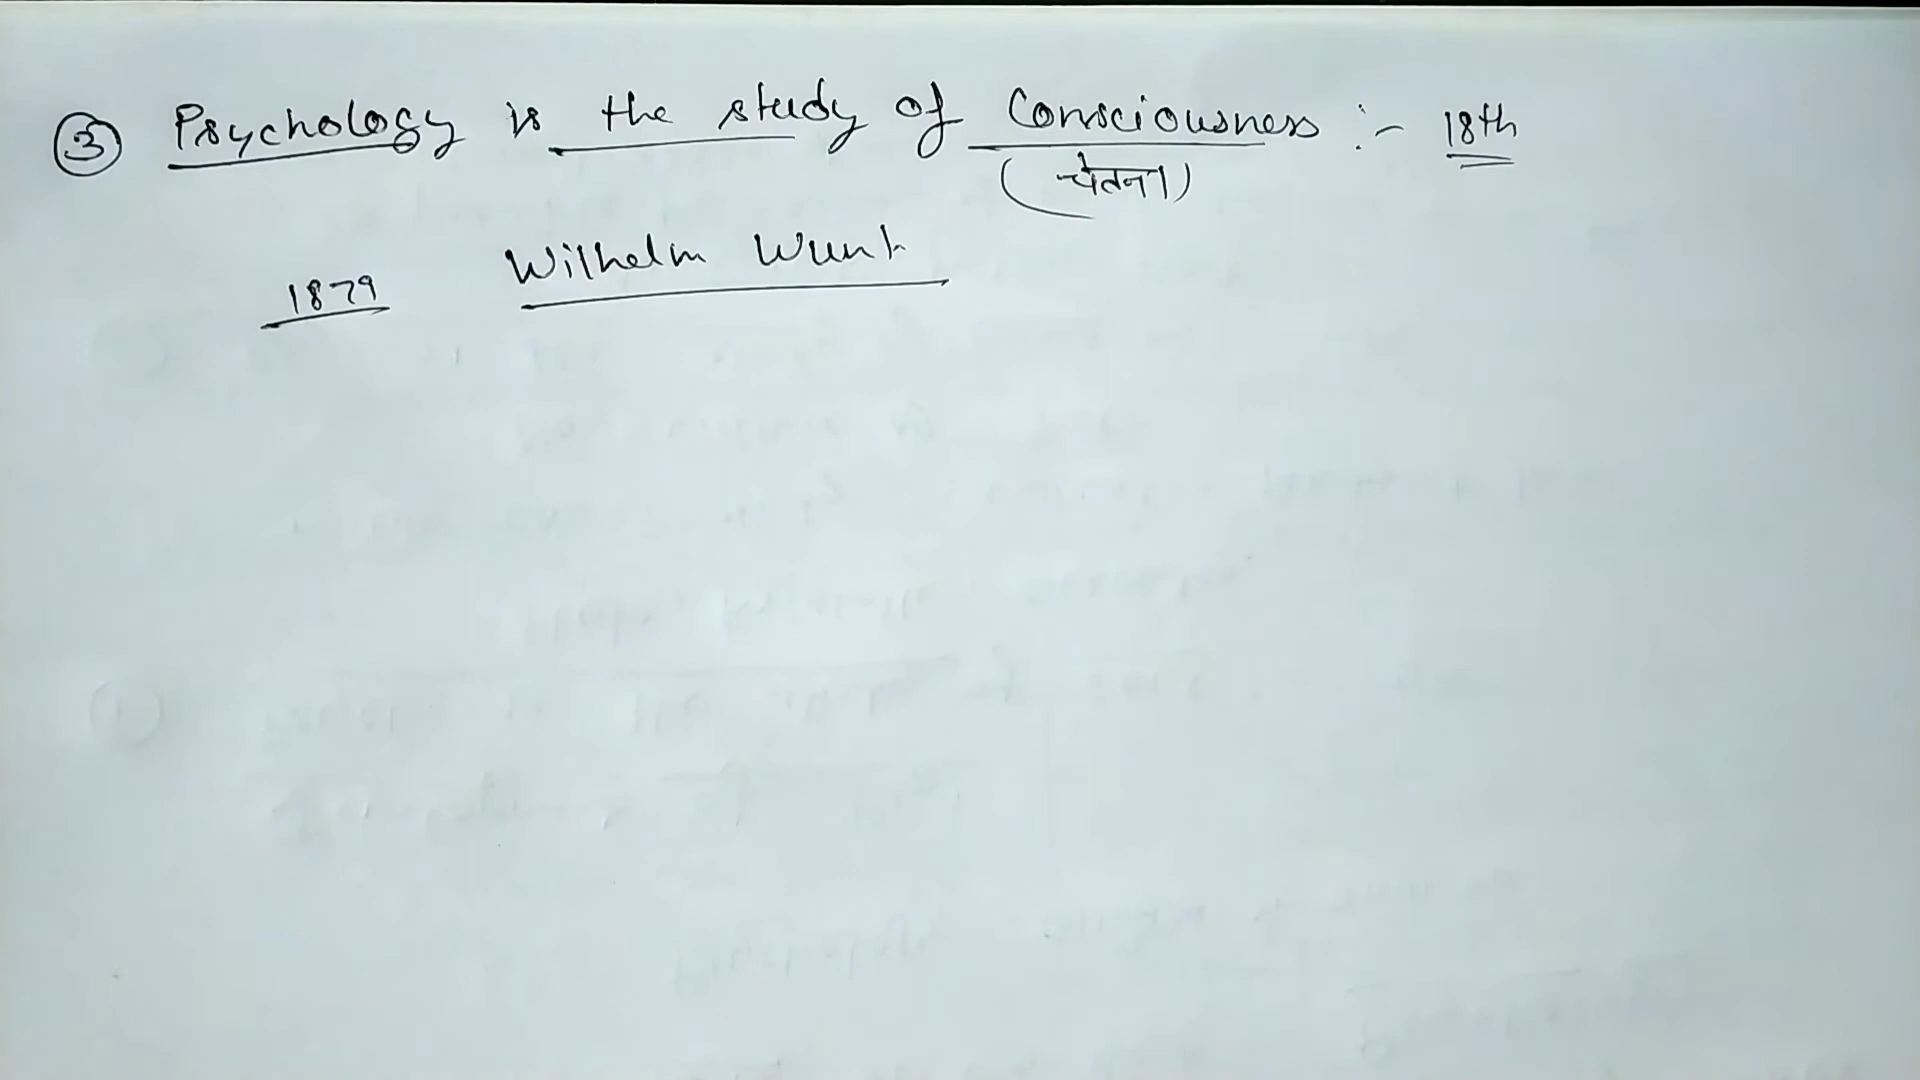 ③ Psychology is the study of Consciousness :- 18th
(चेतना)
1879 Wilhelm Wunt